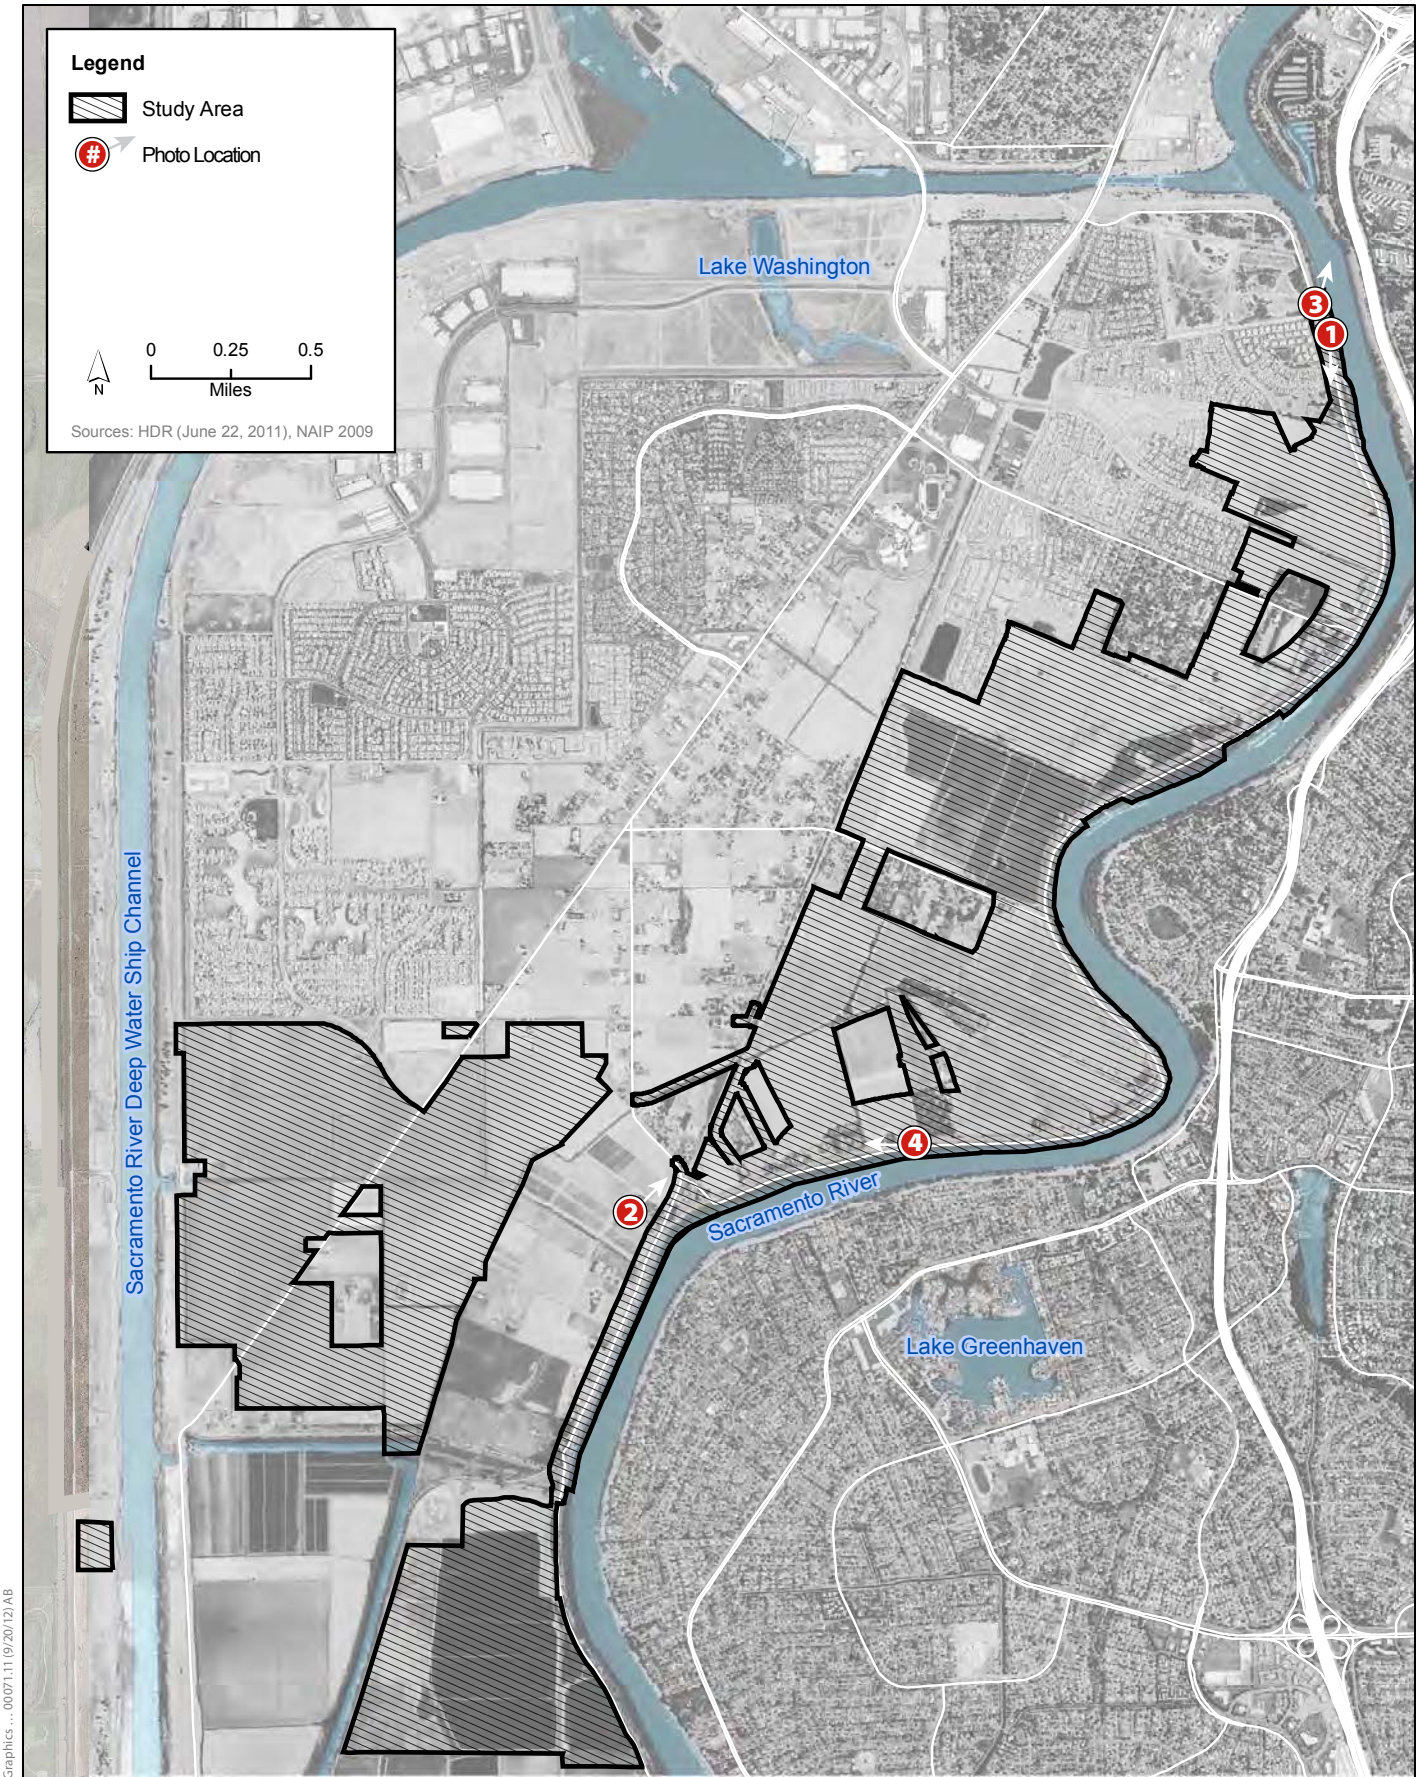 Legend
Study Area
# Photo Location
0 0.25 0.5
Miles
N
Sources: HDR (June 22, 2011), NAIP 2009
Lake Washington
3
1
Sacramento River Deep Water Ship Channel
4
2
Sacramento River
Lake Greenhaven
Graphics ... 00071.11 (9/20/12) AB